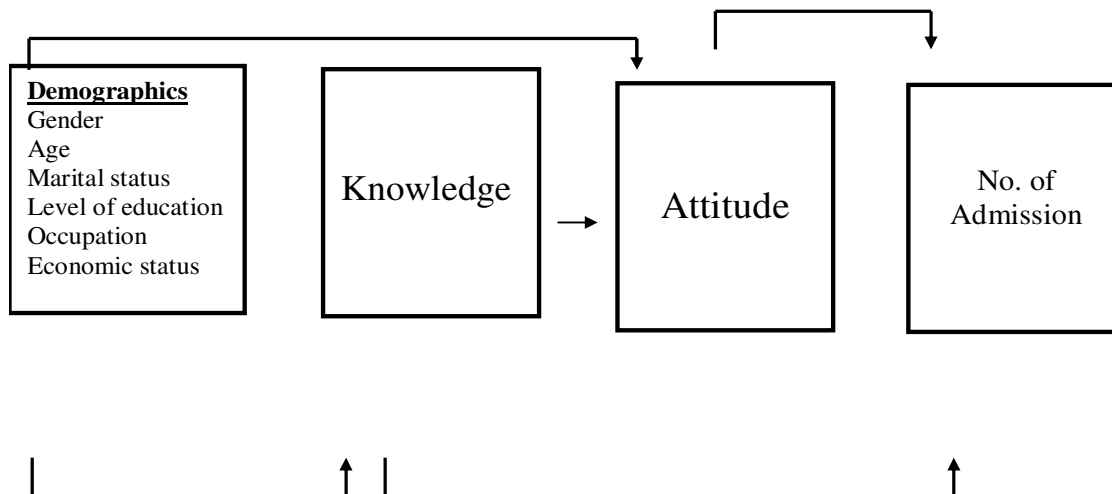 Demographics
Gender
Age
Marital status
Level of education
Occupation
Economic status
Knowledge
Attitude
No. of
Admission